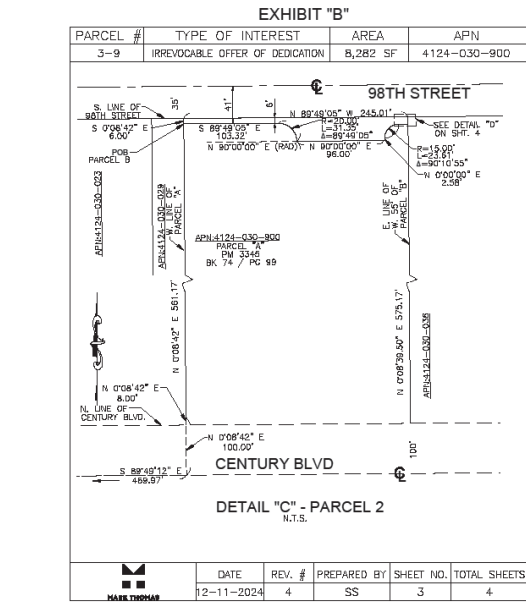 EXHIBIT "B"
PARCEL # TYPE OF INTEREST AREA APN
3-9 IRREVOCABLE OFFER OF DEDICATION 8,282 SF 4124-030-900
98TH STREET
S. LINE OF
98TH STREET
35'
41'
6'
N 89°49'05" W 245.01'
S 0°08'42" E
6.00'
S 89°49'05" E
103.32'
R=20.00'
L=31.35'
Δ=89°49'05"
SEE DETAIL "D"
ON SHT. 4
POB
PARCEL B
N 90°00'00" E (RAD)
N 90°00'00" E
96.00'
R=15.00'
L=23.61'
Δ=90°10'55"
N 0°00'00" E
2.58'
APN:4124-030-023
APN:4124-030-029
W. LINE OF
PARCEL "A"
E. LINE OF
W. 55'
PARCEL "B"
APN:4124-030-900
PARCEL "A"
PM 3345
BK 74 / PG 99
N 0°08'42" E 561.17'
N 0°08'39.50" E 575.17'
APN:4124-030-036
N 0°08'42" E
8.00'
N. LINE OF
CENTURY BLVD.
N 0°08'42" E
100.00'
100'
S 89°49'12" E
469.97'
CENTURY BLVD
DETAIL "C" - PARCEL 2
N.T.S.
DATE REV. # PREPARED BY SHEET NO. TOTAL SHEETS
MARK THOMAS 12-11-2024 4 SS 3 4